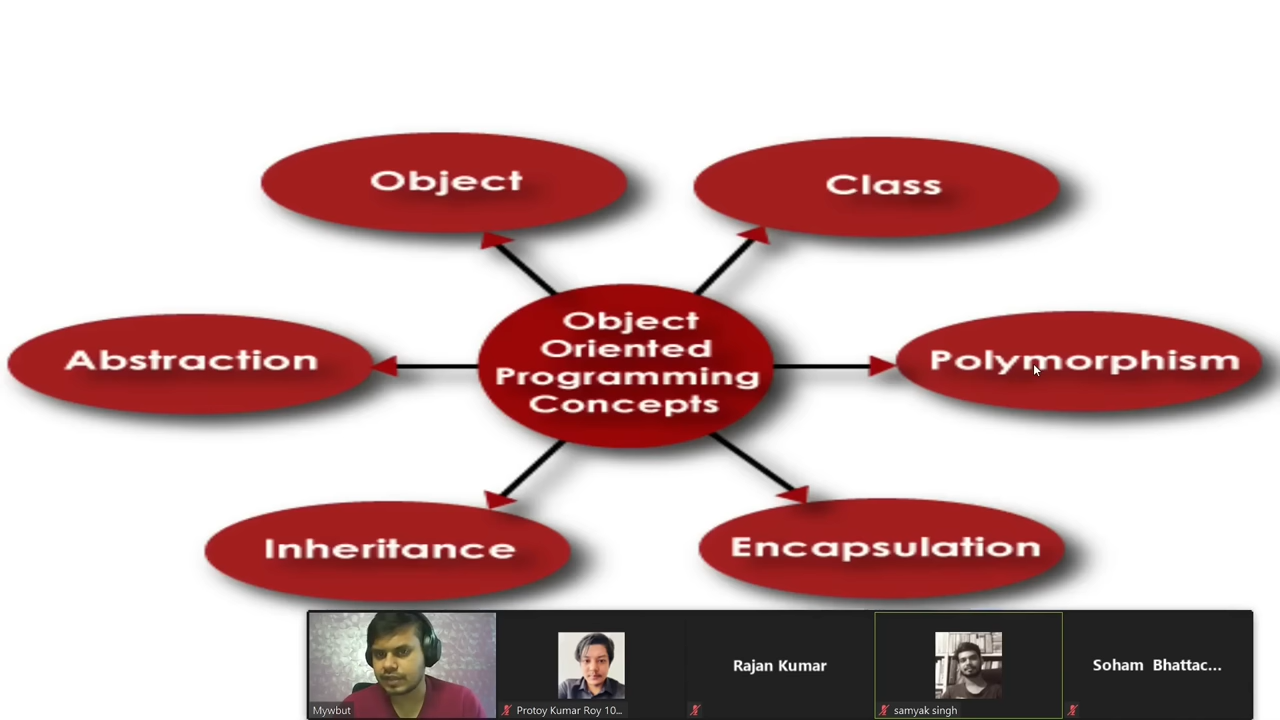 Object
Class
Object
Oriented
Programming
Concepts
Abstraction
Polymorphism
Inheritance
Encapsulation
Rajan Kumar
Soham Bhattac...
Mywbut
Protoy Kumar Roy 10...
samyak singh